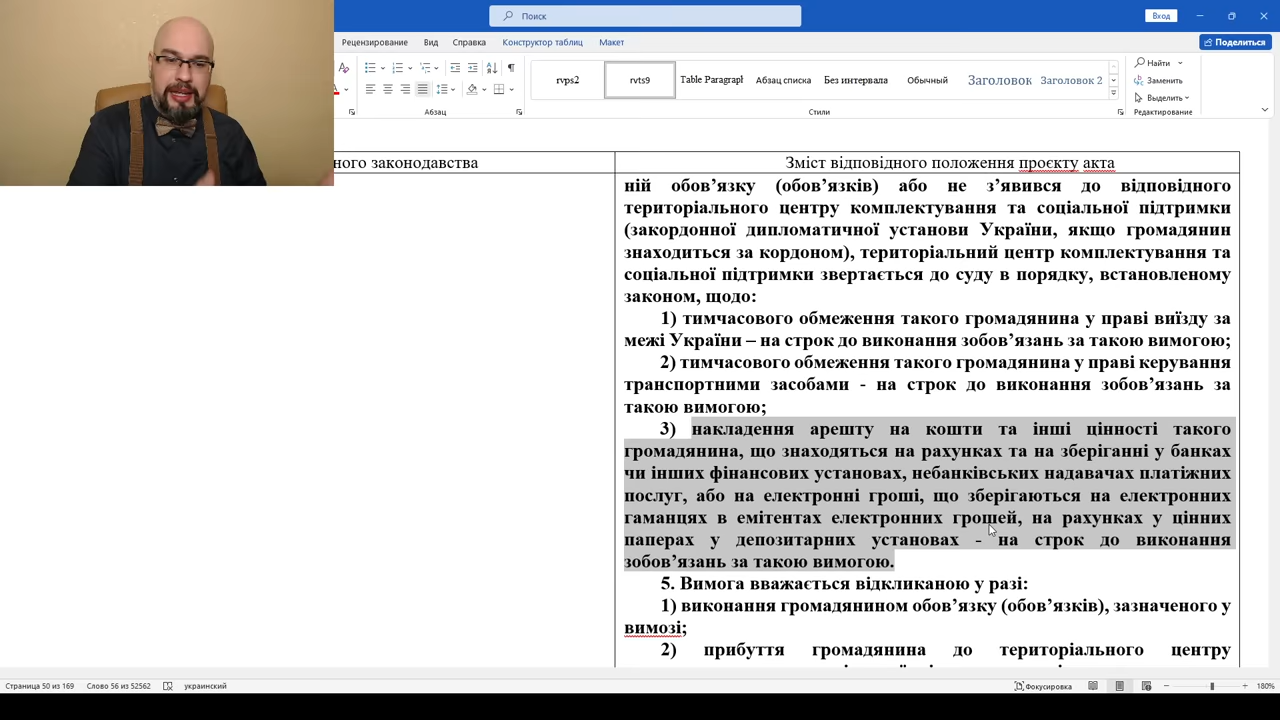 Поиск
Вход
Рецензирование Вид Справка Конструктор таблиц Макет
Поделиться
rvps2 rvts9 Table Paragraph Абзац списка Без интервала Обычный Заголовок Заголовок 2
Найти
Заменить
Выделить
Абзац Стили Редактирование
ного законодавства
Зміст відповідного положення проєкту акта
ній обов’язку (обов’язків) або не з’явився до відповідного
територіального центру комплектування та соціальної підтримки
(закордонної дипломатичної установи України, якщо громадянин
знаходиться за кордоном), територіальний центр комплектування та
соціальної підтримки звертається до суду в порядку, встановленому
законом, щодо:
1) тимчасового обмеження такого громадянина у праві виїзду за
межі України – на строк до виконання зобов’язань за такою вимогою;
2) тимчасового обмеження такого громадянина у праві керування
транспортними засобами - на строк до виконання зобов’язань за
такою вимогою;
3) накладення арешту на кошти та інші цінності такого
громадянина, що знаходяться на рахунках та на зберіганні у банках
чи інших фінансових установах, небанківських надавачах платіжних
послуг, або на електронні гроші, що зберігаються на електронних
гаманцях в емітентах електронних грошей, на рахунках у цінних
паперах у депозитарних установах - на строк до виконання
зобов’язань за такою вимогою.
5. Вимога вважається відкликаною у разі:
1) виконання громадянином обов’язку (обов’язків), зазначеного у
вимозі;
2) прибуття громадянина до територіального центру
Страница 50 из 169 Слово 56 из 52562 украинский Фокусировка 180%